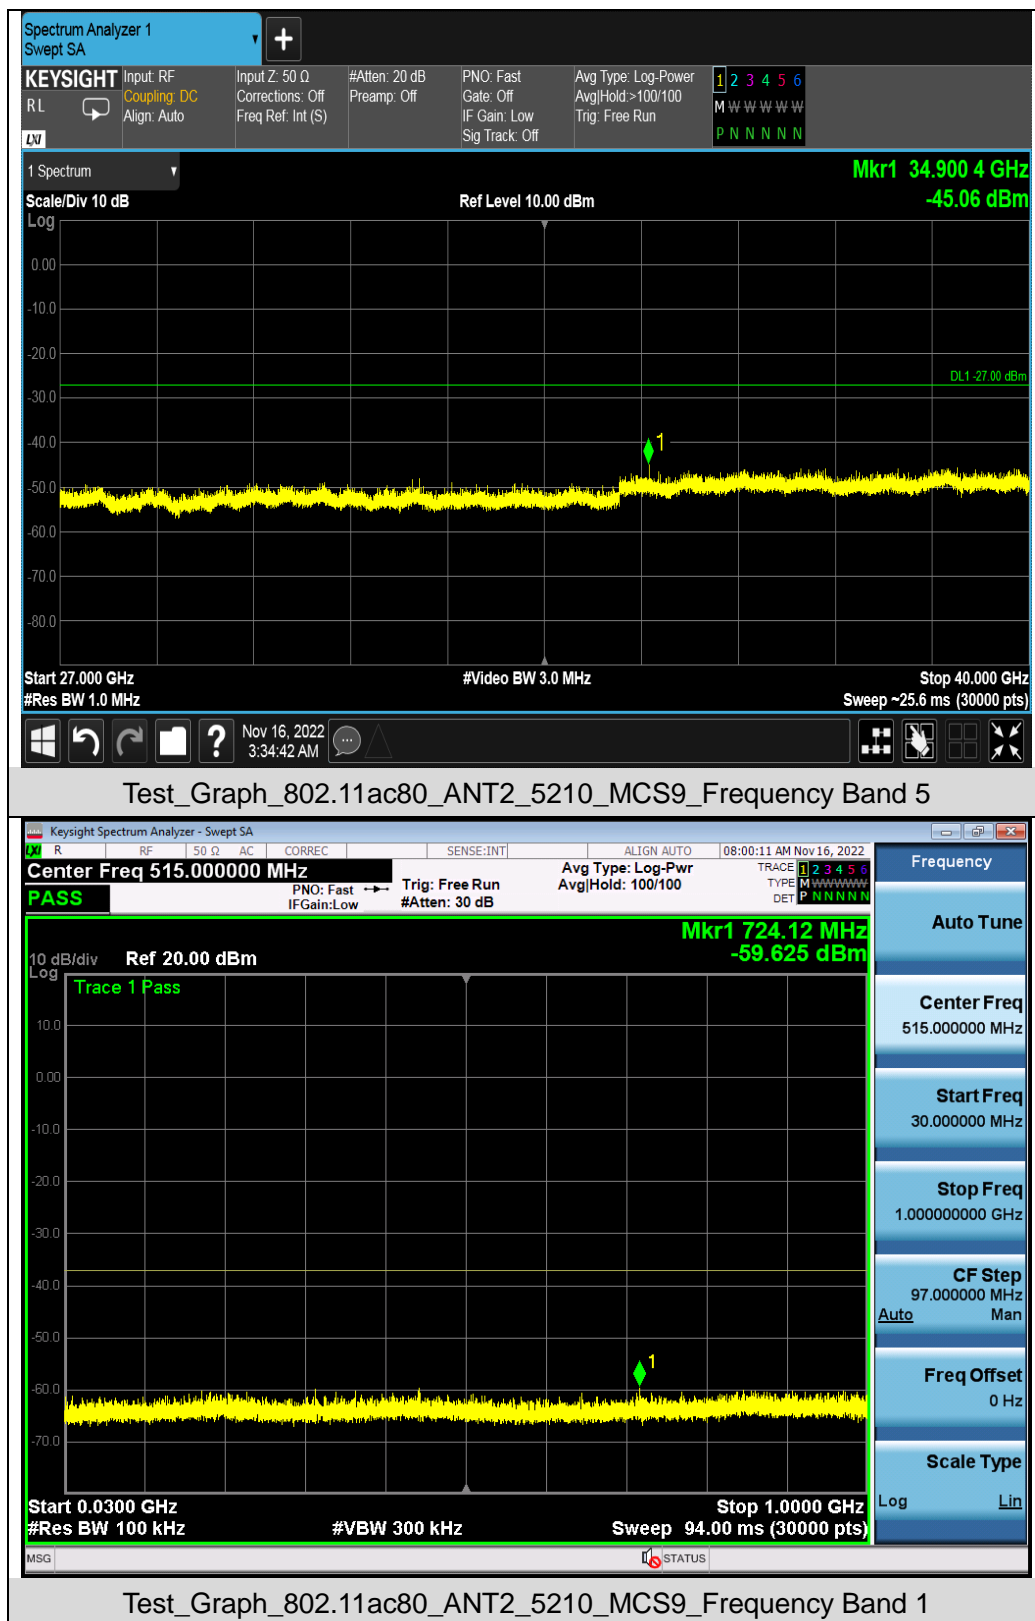 Spectrum Analyzer 1
Swept SA
KEYSIGHT
RL
LXI
Input: RF
Coupling: DC
Align: Auto
Input Z: 50 Ω
Corrections: Off
Freq Ref: Int (S)
#Atten: 20 dB
Preamp: Off
PNO: Fast
Gate: Off
IF Gain: Low
Sig Track: Off
Avg Type: Log-Power
Avg|Hold:>100/100
Trig: Free Run
1 2 3 4 5 6
M W W W W W
P N N N N N
1 Spectrum
Scale/Div 10 dB
Ref Level 10.00 dBm
Mkr1 34.900 4 GHz
-45.06 dBm
Log
0.00
-10.0
-20.0
DL1 -27.00 dBm
-30.0
-40.0
1
-50.0
-60.0
-70.0
-80.0
Start 27.000 GHz
#Video BW 3.0 MHz
Stop 40.000 GHz
#Res BW 1.0 MHz
Sweep ~25.6 ms (30000 pts)
Nov 16, 2022
3:34:42 AM
Test_Graph_802.11ac80_ANT2_5210_MCS9_Frequency Band 5
Keysight Spectrum Analyzer - Swept SA
LXI R RF 50 Ω AC CORREC SENSE:INT ALIGN AUTO 08:00:11 AM Nov 16, 2022
Center Freq 515.000000 MHz
PASS
PNO: Fast
IFGain:Low
Trig: Free Run
#Atten: 30 dB
Avg Type: Log-Pwr
Avg|Hold: 100/100
TRACE 1 2 3 4 5 6
TYPE M W W W W W
DET P N N N N N
Mkr1 724.12 MHz
-59.625 dBm
10 dB/div
Ref 20.00 dBm
Log
Trace 1 Pass
10.0
0.00
-10.0
-20.0
-30.0
-40.0
-50.0
1
-60.0
-70.0
Start 0.0300 GHz
Stop 1.0000 GHz
#Res BW 100 kHz
#VBW 300 kHz
Sweep 94.00 ms (30000 pts)
MSG
STATUS
Frequency
Auto Tune
Center Freq
515.000000 MHz
Start Freq
30.000000 MHz
Stop Freq
1.000000000 GHz
CF Step
97.000000 MHz
Auto Man
Freq Offset
0 Hz
Scale Type
Log Lin
Test_Graph_802.11ac80_ANT2_5210_MCS9_Frequency Band 1